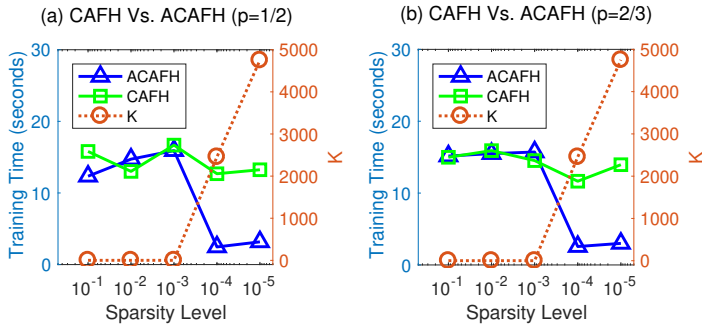 (a) CAFH Vs. ACAFH (p=1/2)
30
20
10
0
Training Time (seconds)
ACAFH
CAFH
K
5000
4000
3000
2000
1000
0
K
10^-1 10^-2 10^-3 10^-4 10^-5
Sparsity Level
(b) CAFH Vs. ACAFH (p=2/3)
30
20
10
0
Training Time (seconds)
ACAFH
CAFH
K
5000
4000
3000
2000
1000
0
K
10^-1 10^-2 10^-3 10^-4 10^-5
Sparsity Level